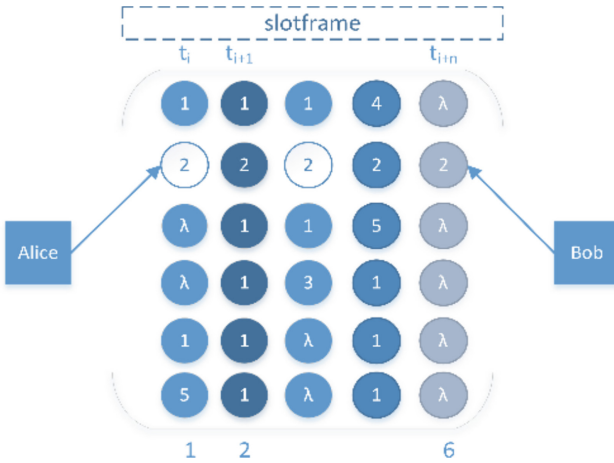 slotframe
tᵢ tᵢ₊₁ tᵢ₊ₙ
1 1 1 4 λ
2 2 2 2 2
λ 1 1 5 λ
Alice Bob
λ 1 3 1 λ
1 1 λ 1 λ
5 1 λ 1 λ
1 2 6